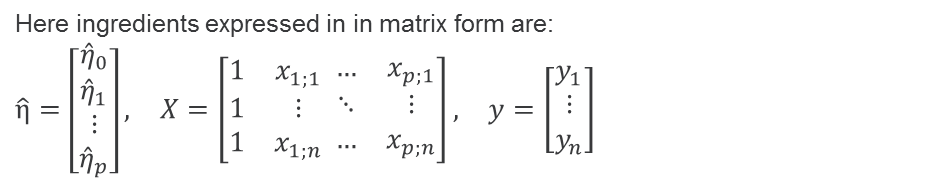 Here ingredients expressed in in matrix form are:
η̂ = [η̂₀ η̂₁ ⋮ η̂ₚ], X = [1 x₁;₁ ⋯ xₚ;₁ 1 ⋮ ⋱ ⋮ 1 x₁;ₙ ⋯ xₚ;ₙ], y = [y₁ ⋮ yₙ]